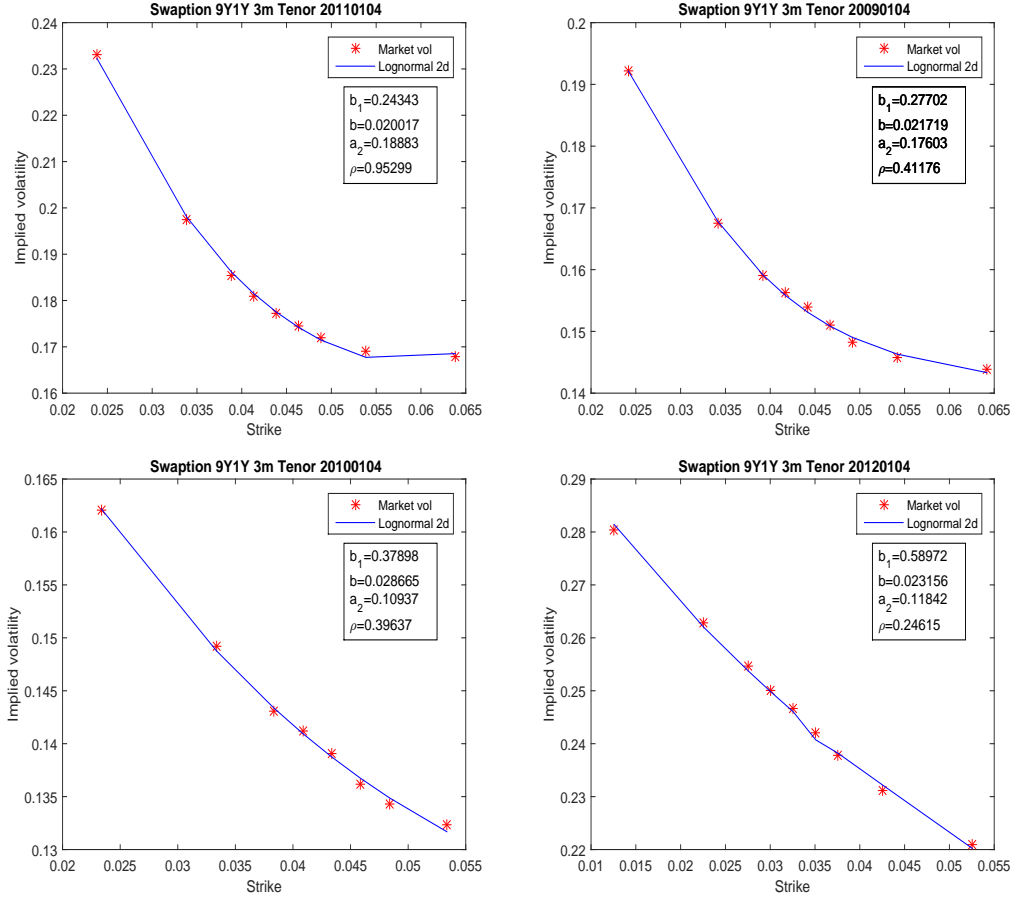 Swaption 9Y1Y 3m Tenor 20110104
0.24
0.23
0.22
0.21
0.2
0.19
0.18
0.17
0.16
Implied volatility
Market vol
Lognormal 2d
b1=0.24343
b=0.020017
a2=0.18883
ρ=0.95299
0.02 0.025 0.03 0.035 0.04 0.045 0.05 0.055 0.06 0.065
Strike
Swaption 9Y1Y 3m Tenor 20090104
0.2
0.19
0.18
0.17
0.16
0.15
0.14
Implied volatility
Market vol
Lognormal 2d
b1=0.27702
b=0.021719
a2=0.17603
ρ=0.41176
0.02 0.025 0.03 0.035 0.04 0.045 0.05 0.055 0.06 0.065
Strike
Swaption 9Y1Y 3m Tenor 20100104
0.165
0.16
0.155
0.15
0.145
0.14
0.135
0.13
Implied volatility
Market vol
Lognormal 2d
b1=0.37898
b=0.028665
a2=0.10937
ρ=0.39637
0.02 0.025 0.03 0.035 0.04 0.045 0.05 0.055
Strike
Swaption 9Y1Y 3m Tenor 20120104
0.29
0.28
0.27
0.26
0.25
0.24
0.23
0.22
Implied volatility
Market vol
Lognormal 2d
b1=0.58972
b=0.023156
a2=0.11842
ρ=0.24615
0.01 0.015 0.02 0.025 0.03 0.035 0.04 0.045 0.05 0.055
Strike